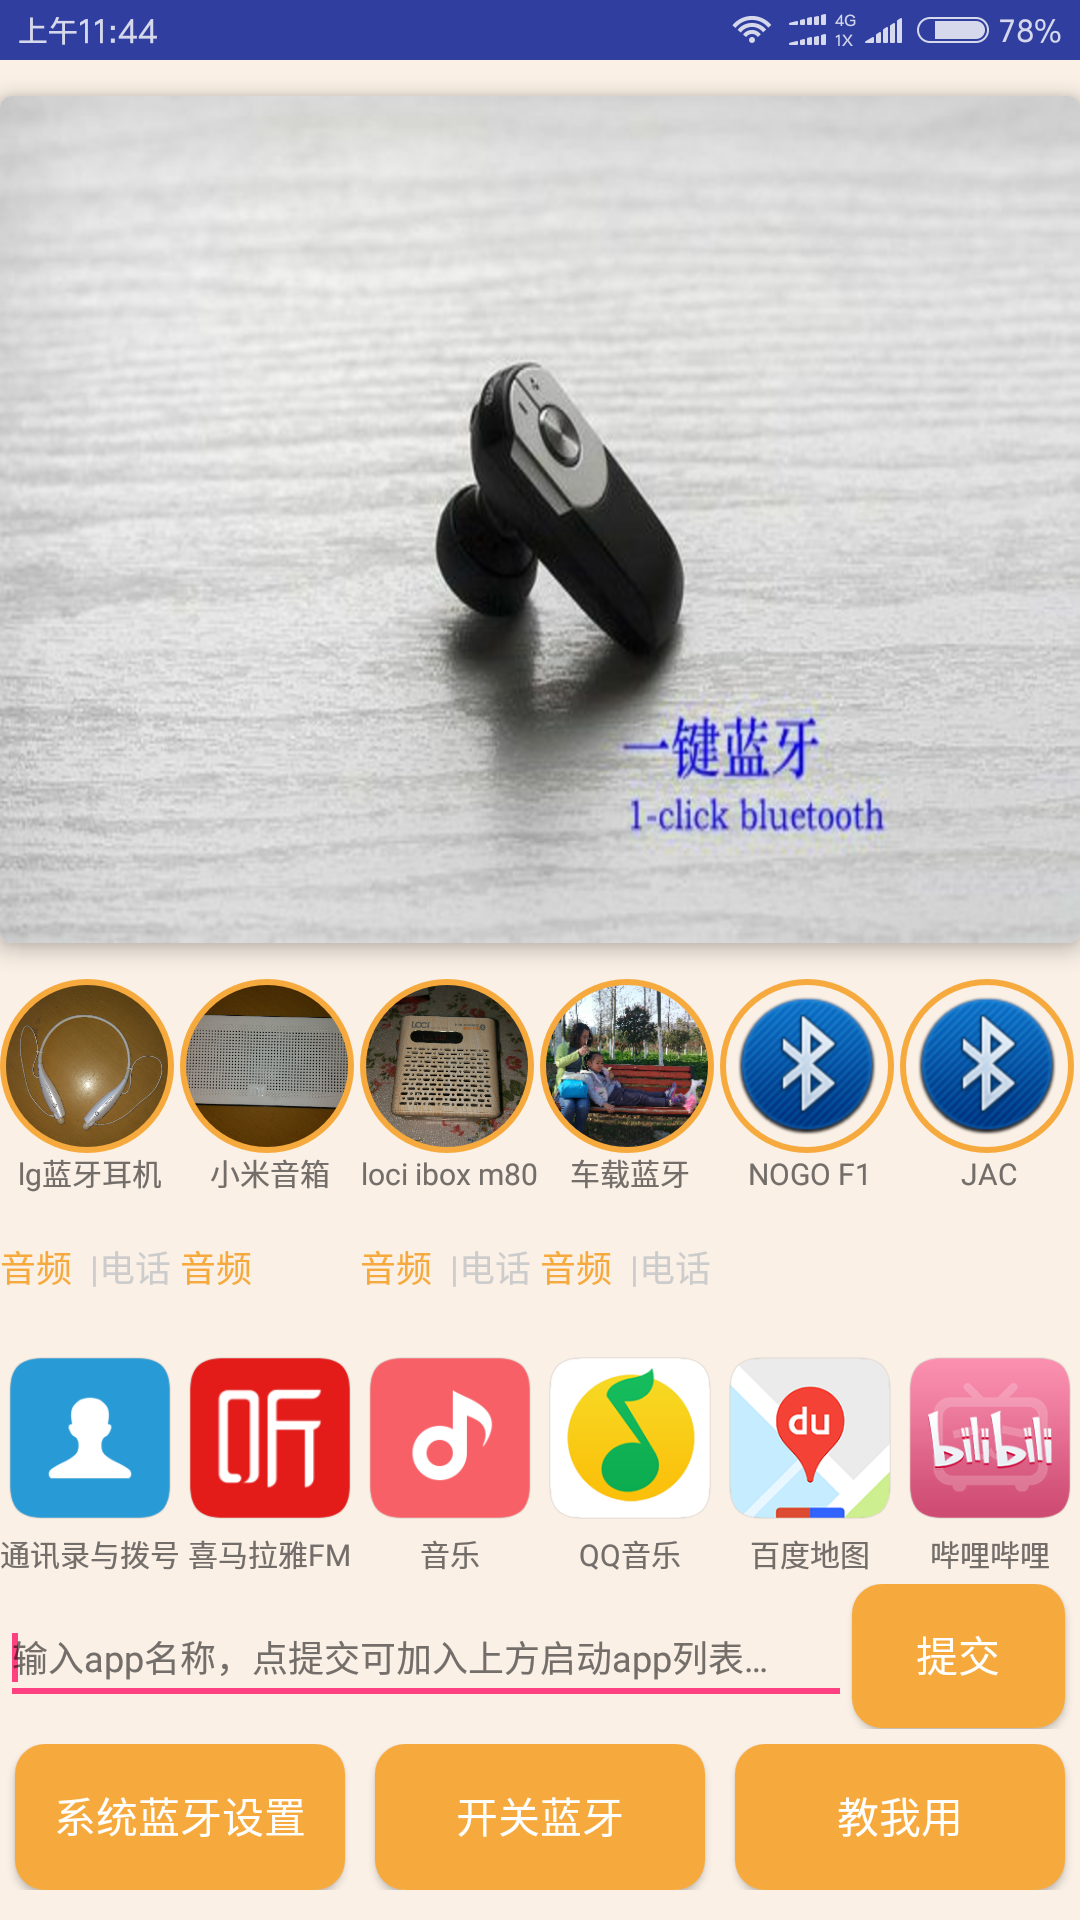 上午11:44 4G 1X 78%
一键蓝牙
1-click bluetooth
lg蓝牙耳机 小米音箱 loci ibox m80 车载蓝牙 NOGO F1 JAC
音频 |电话 音频 音频 |电话 音频 |电话
听 du bilibili
通讯录与拨号 喜马拉雅FM 音乐 QQ音乐 百度地图 哔哩哔哩
输入app名称，点提交可加入上方启动app列表... 提交
系统蓝牙设置 开关蓝牙 教我用